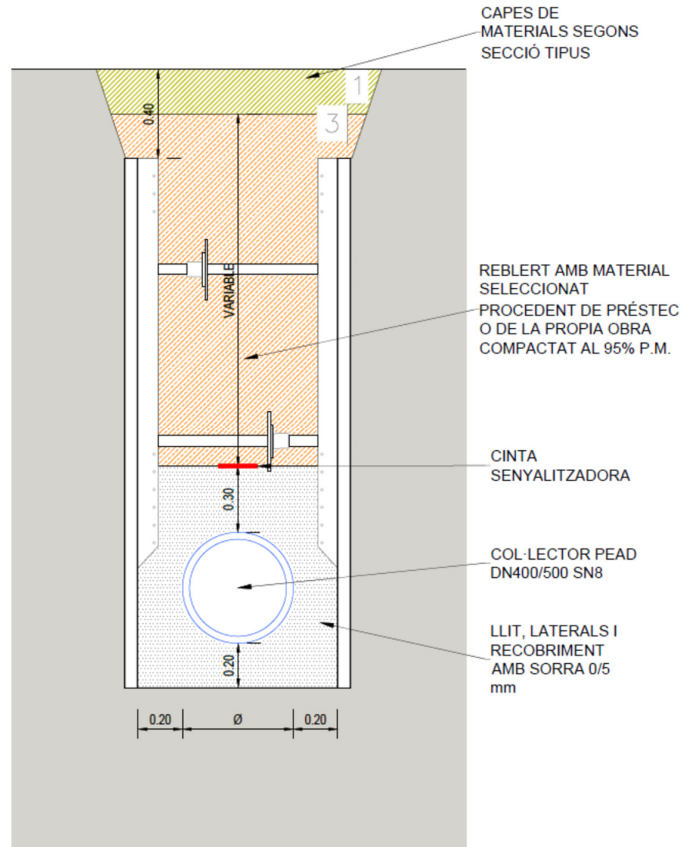 CAPES DE
MATERIALS SEGONS
SECCIÓ TIPUS
1
3
0.40
VARIABLE
REBLERT AMB MATERIAL
SELECCIONAT
PROCEDENT DE PRÉSTEC
O DE LA PROPIA OBRA
COMPACTAT AL 95% P.M.
CINTA
SENYALITZADORA
0.30
COL·LECTOR PEAD
DN400/500 SN8
LLIT, LATERALS I
RECOBRIMENT
AMB SORRA 0/5
mm
0.20
0.20
Ø
0.20